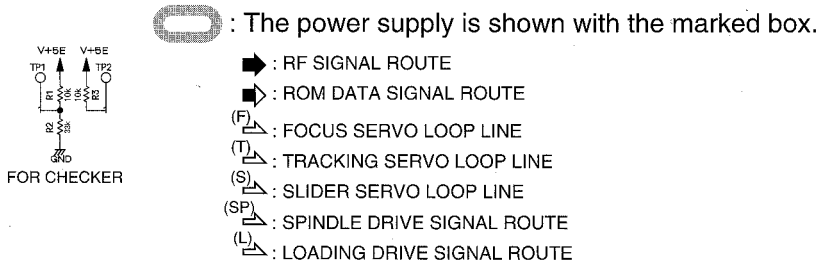 : The power supply is shown with the marked box.
V+5E V+5E
TP1 TP2
R1 10k 10k R3
R2 33k
GND
FOR CHECKER
: RF SIGNAL ROUTE
: ROM DATA SIGNAL ROUTE
(F) : FOCUS SERVO LOOP LINE
(T) : TRACKING SERVO LOOP LINE
(S) : SLIDER SERVO LOOP LINE
(SP) : SPINDLE DRIVE SIGNAL ROUTE
(L) : LOADING DRIVE SIGNAL ROUTE